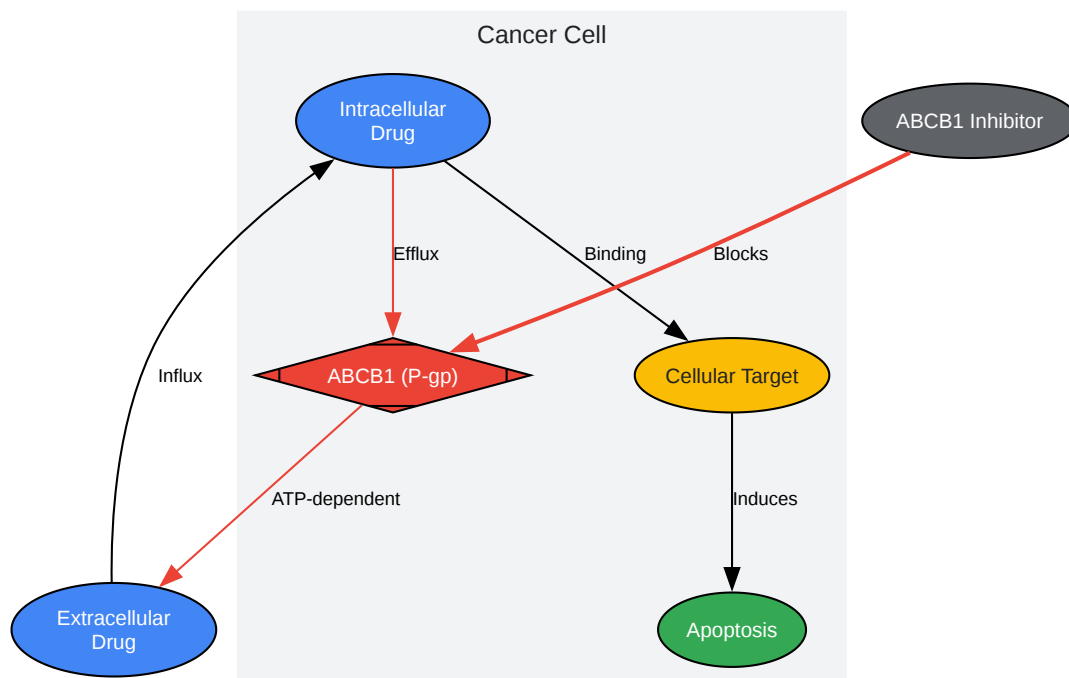 Cancer Cell
Intracellular
Drug
ABCB1 Inhibitor
Efflux
Binding
Blocks
Influx
ABCB1 (P-gp)
Cellular Target
ATP-dependent
Induces
Extracellular
Drug
Apoptosis